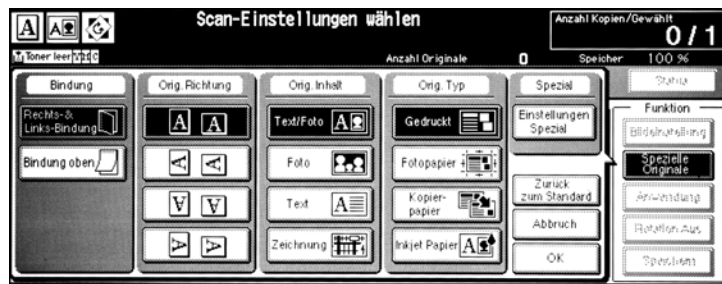 Scan-Einstellungen wählen
Anzahl Kopien/Gewählt
0 / 1
Toner leer
Anzahl Originale 0 Speicher 100 %
Bindung
Rechts-&
Links-Bindung
Bindung oben
Orig. Richtung
Orig. Inhalt
Text/Foto
Foto
Text
Zeichnung
Orig. Typ
Gedruckt
Fotopapier
Kopier-
papier
Inkjet Papier
Spezial
Einstellungen
Spezial
Zurück
zum Standard
Abbruch
OK
Status
Funktion
Bildeinstellung
Spezielle
Originale
Anwendung
Rotation Aus
Speichern